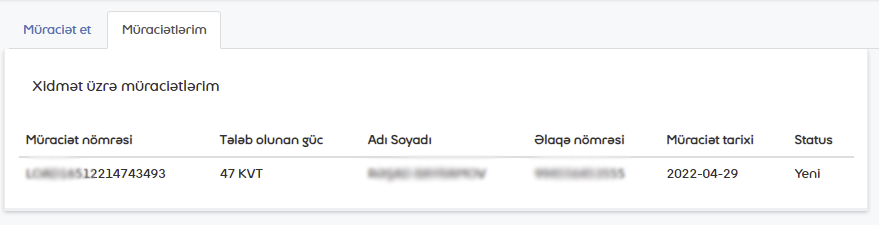 Müraciət et Müraciətlərim
Xidmət üzrə müraciətlərim
Müraciət nömrəsi Tələb olunan güc Adı Soyadı Əlaqə nömrəsi Müraciət tarixi Status
2214743493 47 KVT 2022-04-29 Yeni